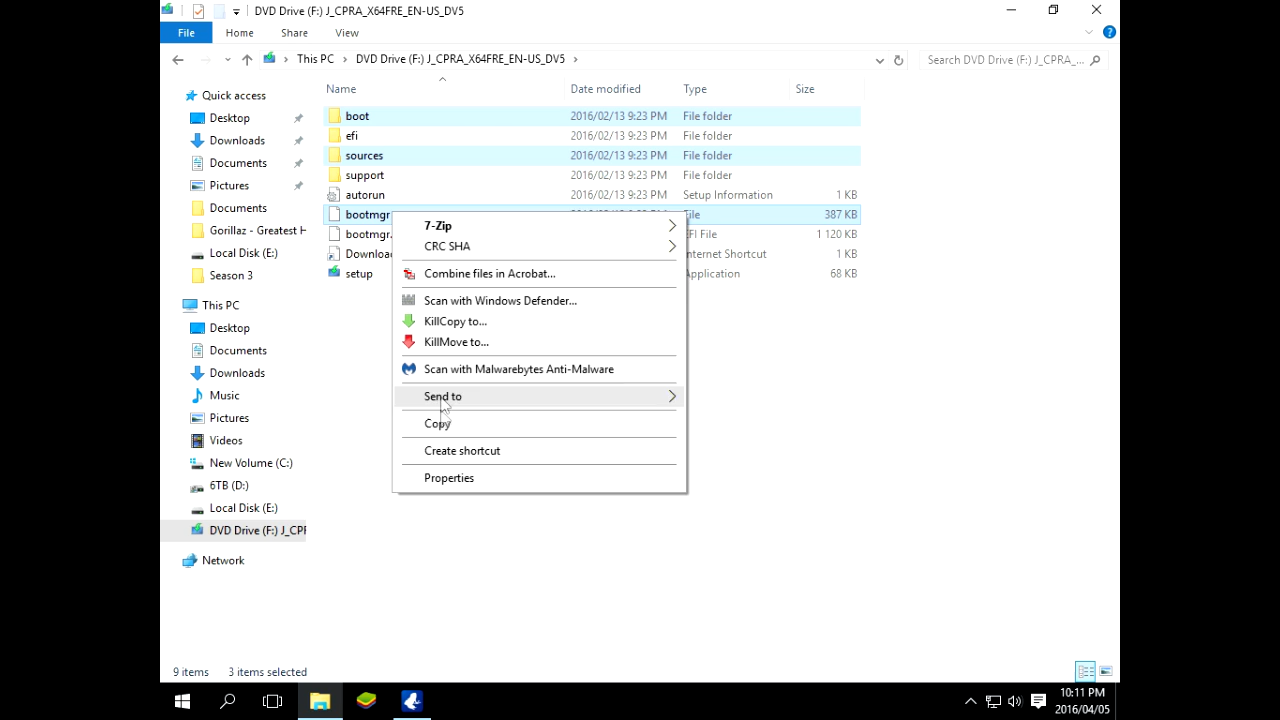 DVD Drive (F:) J_CPRA_X64FRE_EN-US_DV5
File Home Share View
This PC DVD Drive (F:) J_CPRA_X64FRE_EN-US_DV5
Search DVD Drive (F:) J_CPRA_...
Name Date modified Type Size
Quick access
Desktop
Downloads
Documents
Pictures
Documents
Gorillaz - Greatest H
Local Disk (E:)
Season 3
This PC
Desktop
Documents
Downloads
Music
Pictures
Videos
New Volume (C:)
6TB (D:)
Local Disk (E:)
DVD Drive (F:) J_CPF
Network
boot 2016/02/13 9:23 PM File folder
efi 2016/02/13 9:23 PM File folder
sources 2016/02/13 9:23 PM File folder
support 2016/02/13 9:23 PM File folder
autorun 2016/02/13 9:23 PM Setup Information 1 KB
bootmgr File 387 KB
bootmgr. FI File 1 120 KB
Downloa nternet Shortcut 1 KB
setup Application 68 KB
7-Zip
CRC SHA
Combine files in Acrobat...
Scan with Windows Defender...
KillCopy to...
KillMove to...
Scan with Malwarebytes Anti-Malware
Send to
Copy
Create shortcut
Properties
9 items 3 items selected
10:11 PM
2016/04/05